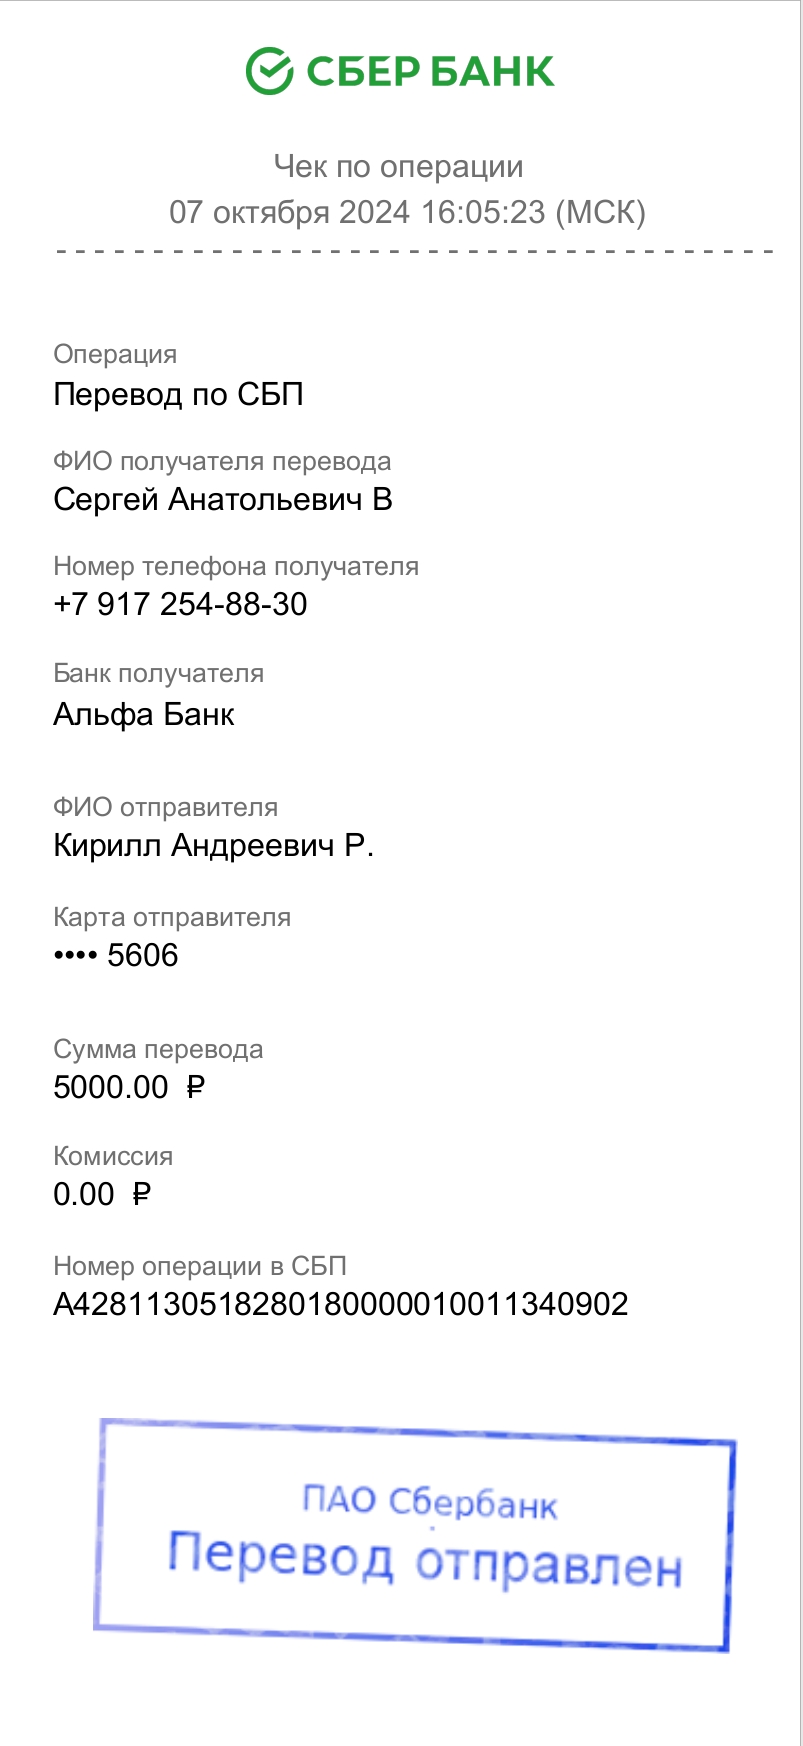 СБЕР БАНК
Чек по операции
07 октября 2024 16:05:23 (МСК)
Операция
Перевод по СБП
ФИО получателя перевода
Сергей Анатольевич В
Номер телефона получателя
+7 917 254-88-30
Банк получателя
Альфа Банк
ФИО отправителя
Кирилл Андреевич Р.
Карта отправителя
•••• 5606
Сумма перевода
5000.00 ₽
Комиссия
0.00 ₽
Номер операции в СБП
A4281130518280180000010011340902
ПАО Сбербанк
Перевод отправлен